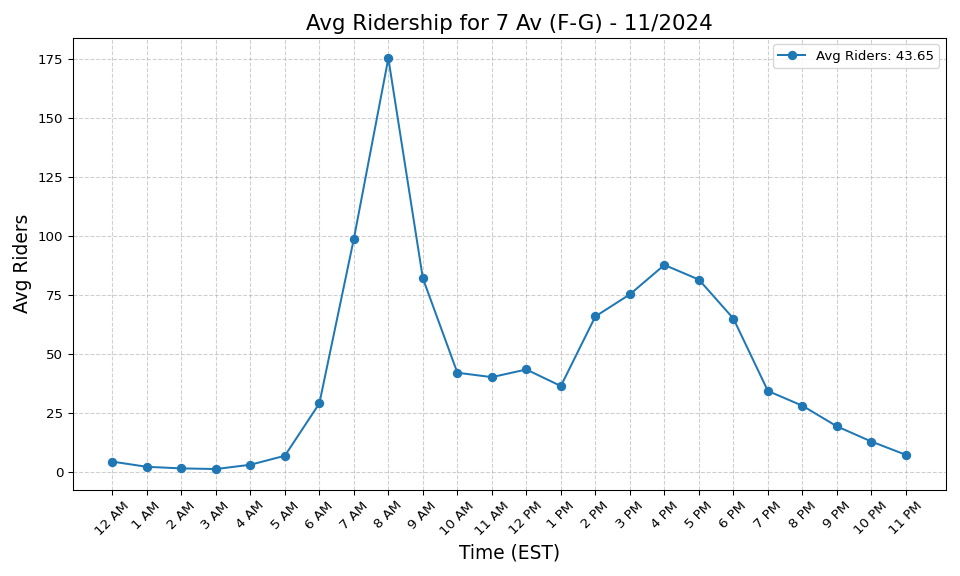 Avg Ridership for 7 Av (F-G) - 11/2024
Avg Riders: 43.65
Avg Riders
175
150
125
100
75
50
25
0
12 AM
1 AM
2 AM
3 AM
4 AM
5 AM
6 AM
7 AM
8 AM
9 AM
10 AM
11 AM
12 PM
1 PM
2 PM
3 PM
4 PM
5 PM
6 PM
7 PM
8 PM
9 PM
10 PM
11 PM
Time (EST)